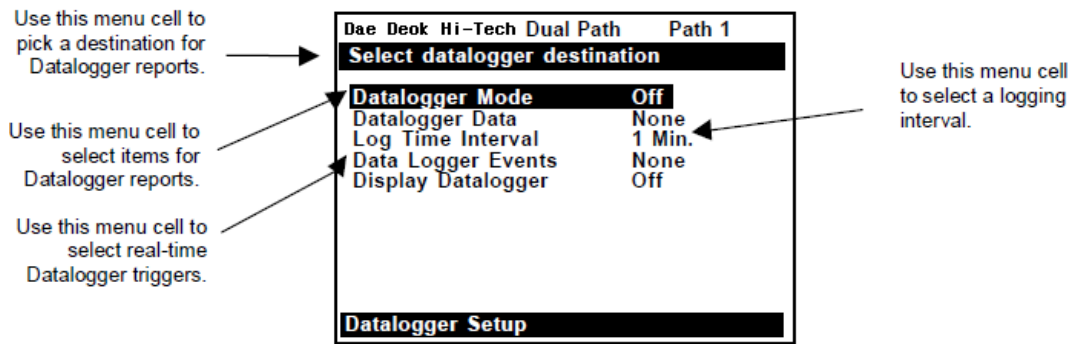 Use this menu cell to
pick a destination for
Datalogger reports.
Use this menu cell to
select items for
Datalogger reports.
Use this menu cell to
select real-time
Datalogger triggers.
Dae Deok Hi-Tech Dual Path Path 1
Select datalogger destination
Datalogger Mode Off
Datalogger Data None
Log Time Interval 1 Min.
Data Logger Events None
Display Datalogger Off
Datalogger Setup
Use this menu cell
to select a logging
interval.